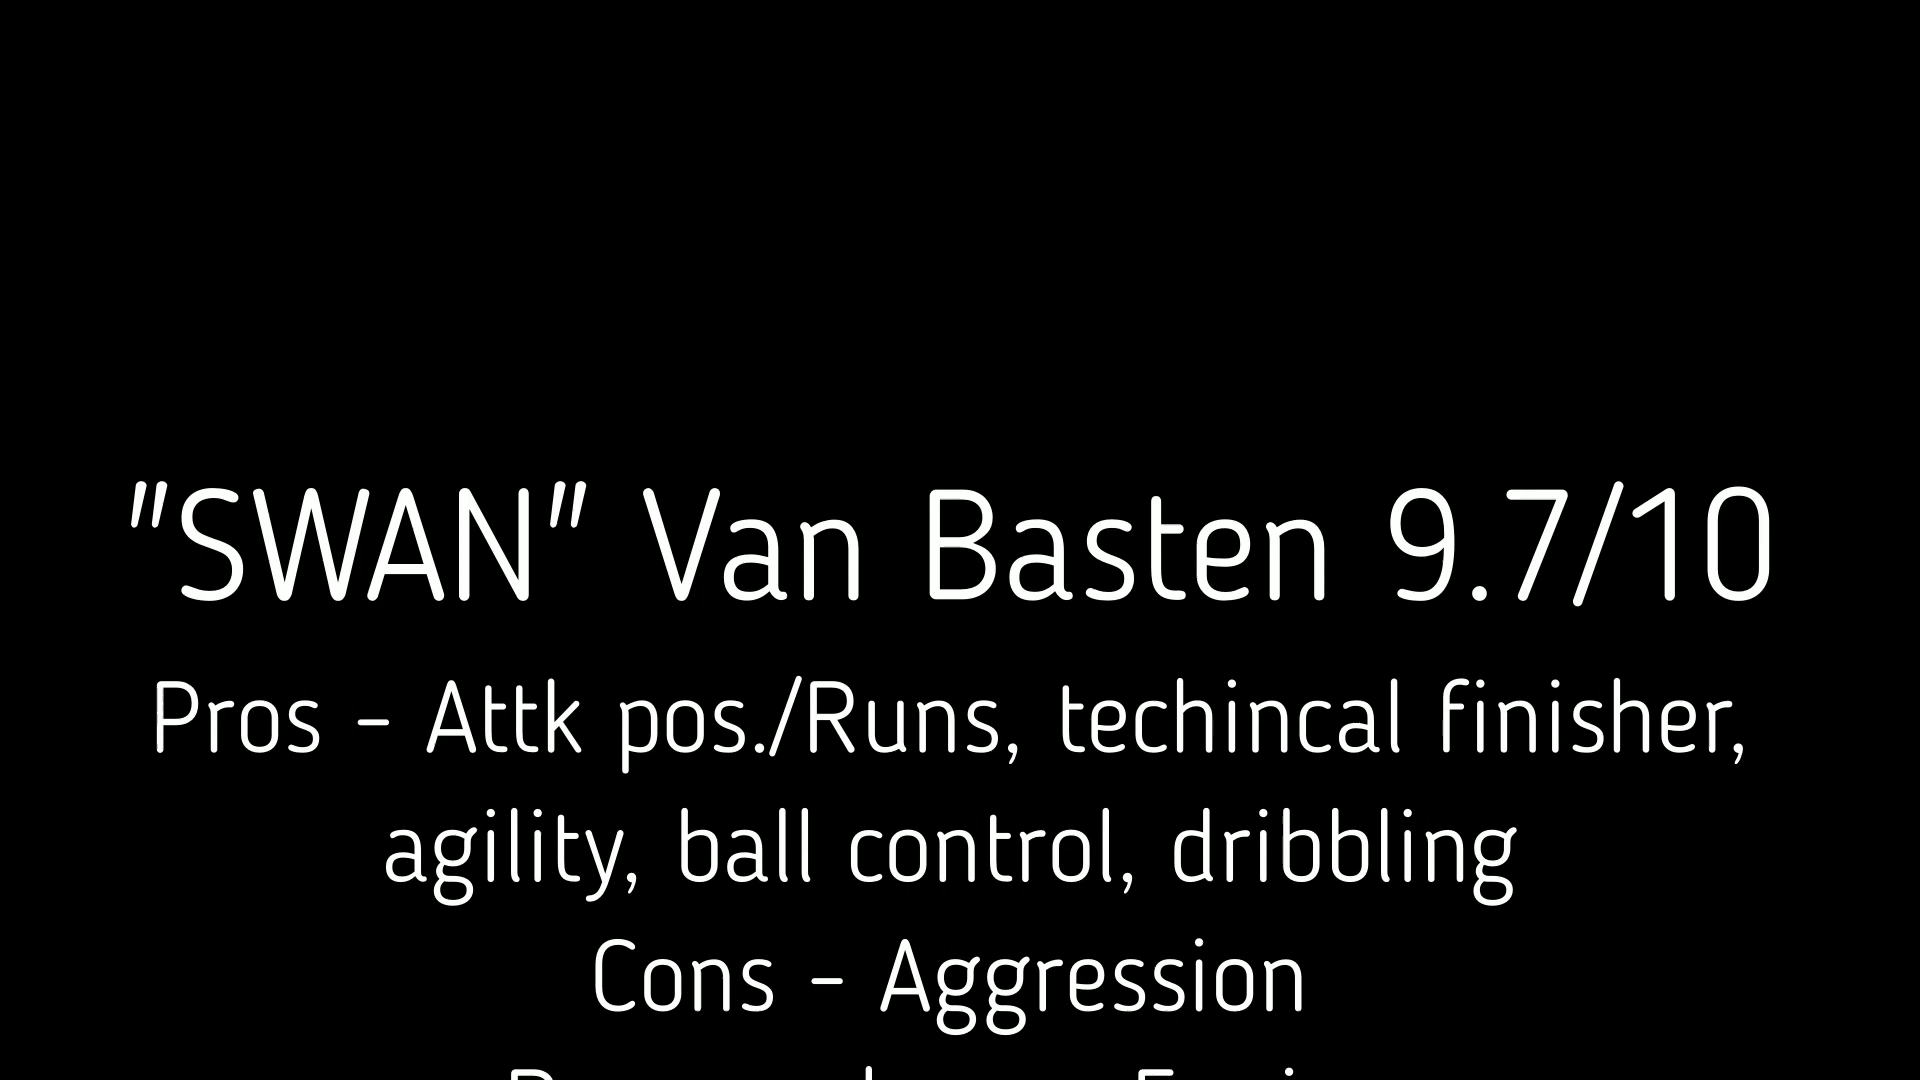 "SWAN" Van Basten 9.7/10
Pros - Attk pos./Runs, techincal finisher,
agility, ball control, dribbling
Cons - Aggression